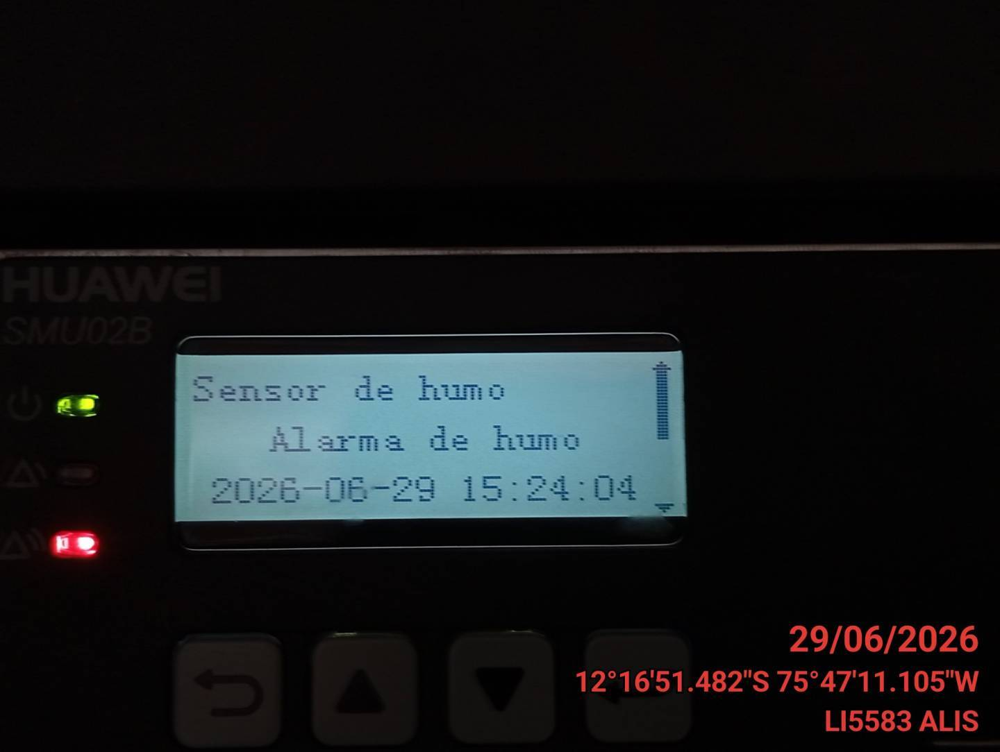 HUAWEI
SMU02B
Sensor de humo
Alarma de humo
2026-06-29 15:24:04
29/06/2026
12°16'51.482"S 75°47'11.105"W
LI5583 ALIS